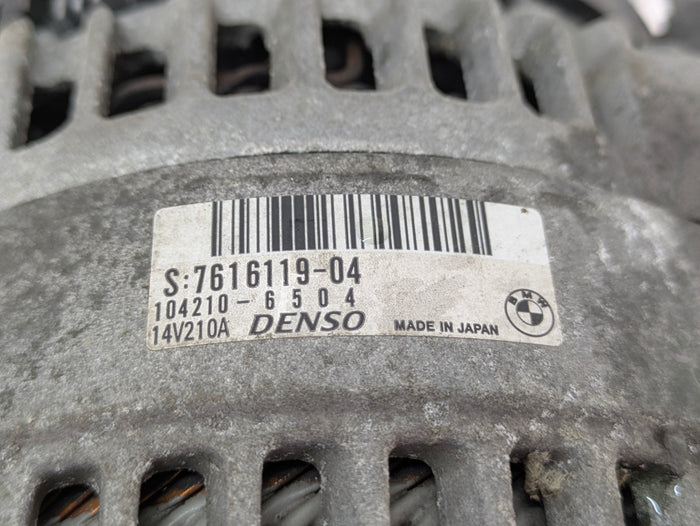 S:7616119-04
104210-6504
14V210A DENSO MADE IN JAPAN
BMW